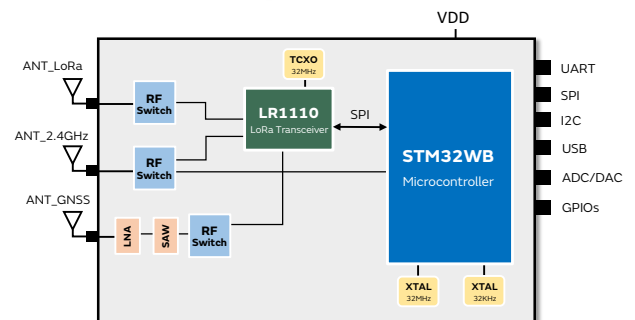 VDD
ANT_LoRa
TCXO
32MHz
UART
RF
Switch
LR1110
LoRa Transceiver
SPI
SPI
I2C
ANT_2.4GHz
RF
Switch
STM32WB
Microcontroller
USB
ADC/DAC
ANT_GNSS
GPIOs
LNA
SAW
RF
Switch
XTAL
32MHz
XTAL
32KHz